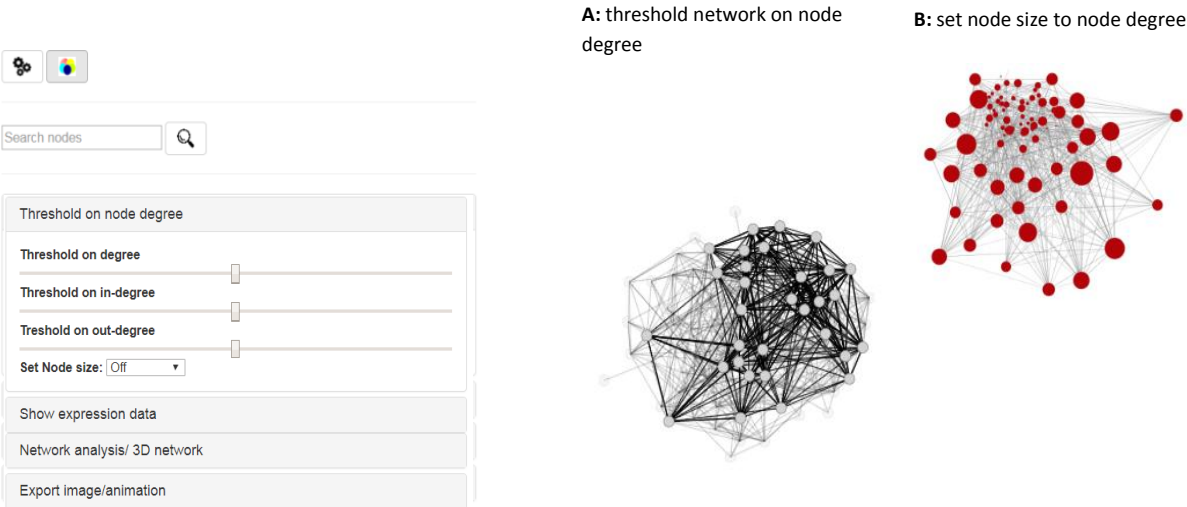 A: threshold network on node
degree
B: set node size to node degree
Search nodes
Threshold on node degree
Threshold on degree
Threshold on in-degree
Treshold on out-degree
Set Node size: Off
Show expression data
Network analysis/ 3D network
Export image/animation